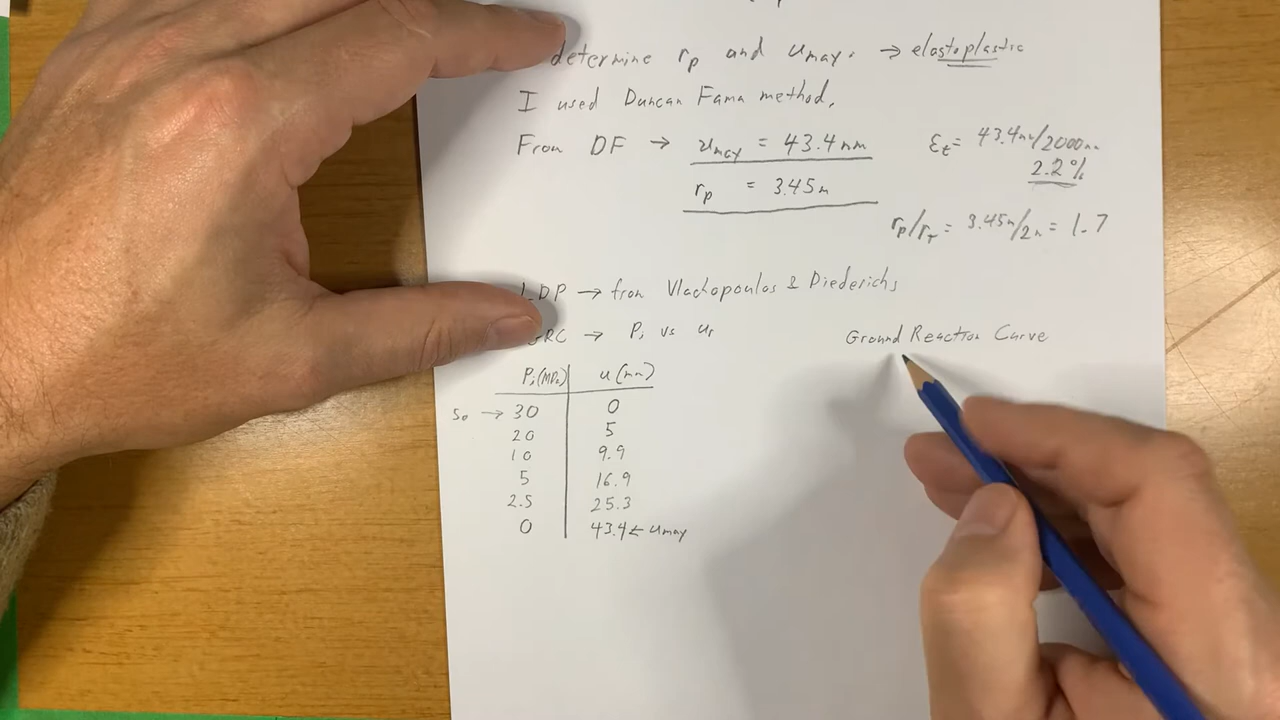 determine rp and umax. → elastoplastic
I used Duncan Fama method.
From DF → umax = 43.4 mm
rp = 3.45m
εt = 43.4mm/2000mm
2.2%
rp/rT = 3.45m/2m = 1.7
LDP → from Vlachopoulos & Diederichs
GRC → Pi vs ur
Ground Reaction Curve
Pi (MPa) u (mm)
So → 30 0
20 5
10 9.9
5 16.9
2.5 25.3
0 43.4 ← umax